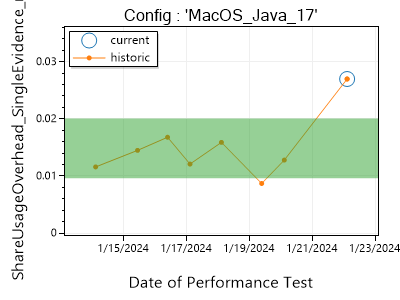 Config : 'MacOS_Java_17'
current
historic
0.03
0.02
0.01
0
1/15/2024
1/17/2024
1/19/2024
1/21/2024
1/23/2024
Date of Performance Test
ShareUsageOverhead_SingleEvidence_